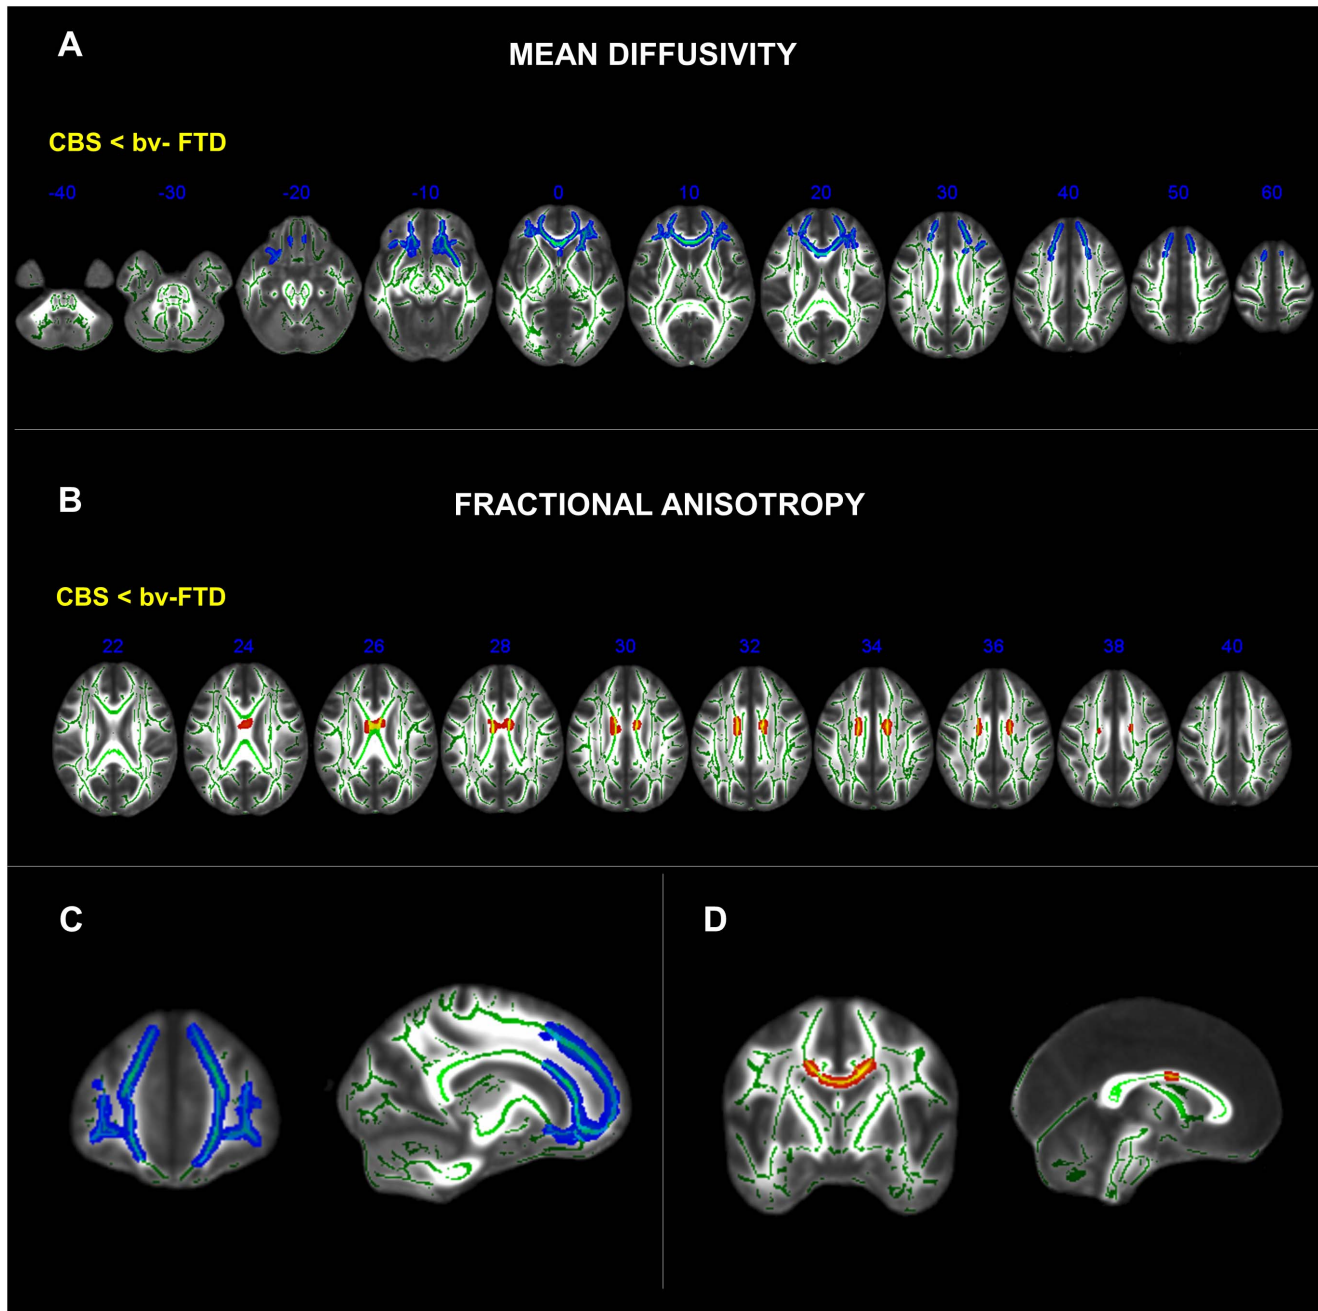 A
MEAN DIFFUSIVITY
CBS < bv- FTD
-40 -30 -20 -10 0 10 20 30 40 50 60
B
FRACTIONAL ANISOTROPY
CBS < bv-FTD
22 24 26 28 30 32 34 36 38 40
C D